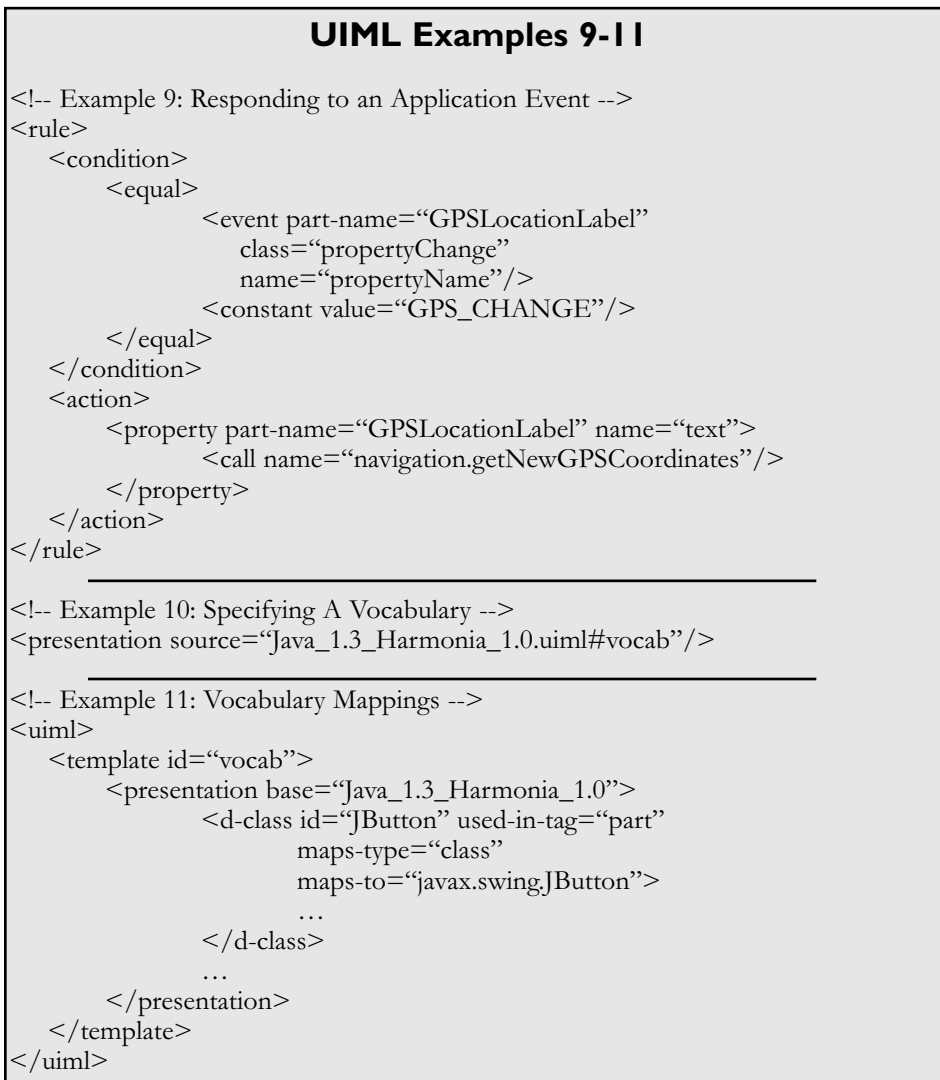 UIML Examples 9-11
<!-- Example 9: Responding to an Application Event -->
<rule>
<condition>
<equal>
<event part-name=“GPSLocationLabel”
class=“propertyChange”
name=“propertyName”/>
<constant value=“GPS_CHANGE”/>
</equal>
</condition>
<action>
<property part-name=“GPSLocationLabel” name=“text”>
<call name=“navigation.getNewGPSCoordinates”/>
</property>
</action>
</rule>
<!-- Example 10: Specifying A Vocabulary -->
<presentation source=“Java_1.3_Harmonia_1.0.uiml#vocab”/>
<!-- Example 11: Vocabulary Mappings -->
<uiml>
<template id=“vocab”>
<presentation base=“Java_1.3_Harmonia_1.0”>
<d-class id=“JButton” used-in-tag=“part”
maps-type=“class”
maps-to=“javax.swing.JButton”>
…
</d-class>
…
</presentation>
</template>
</uiml>